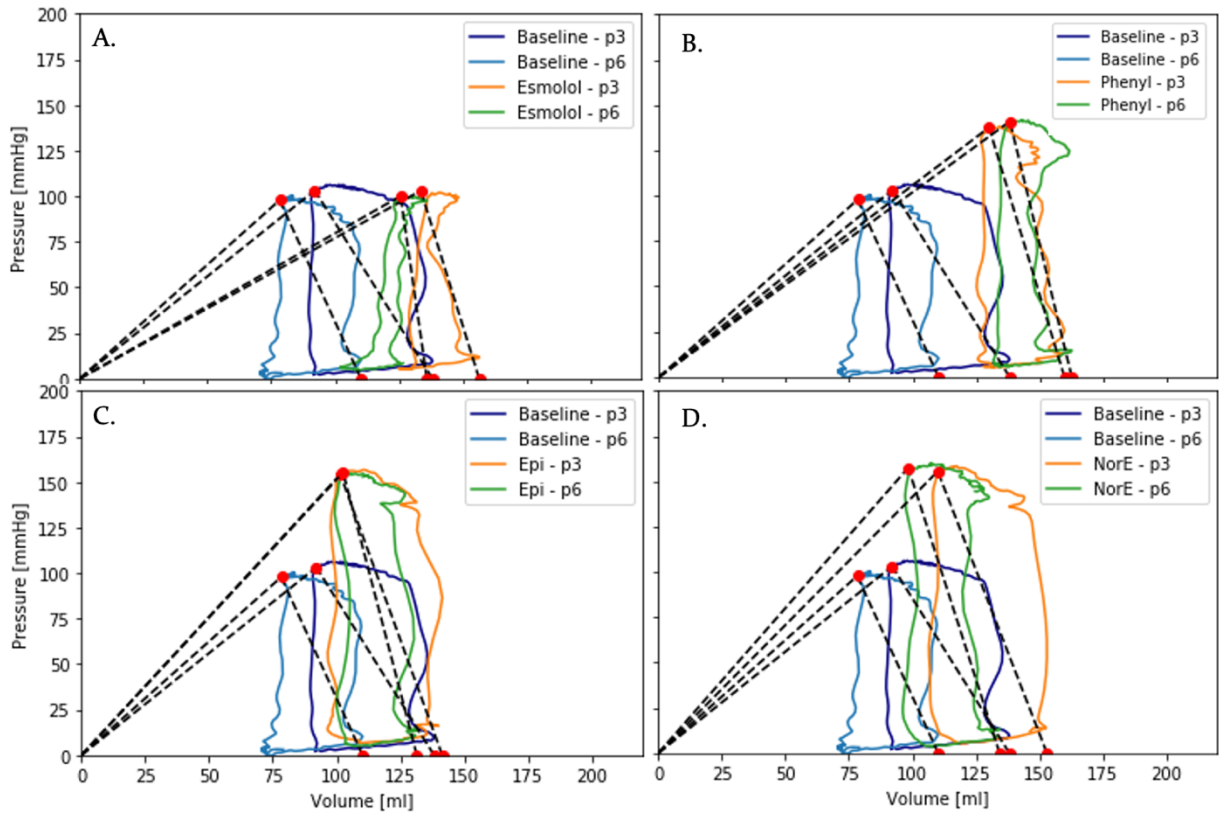 A.
Baseline - p3
Baseline - p6
Esmolol - p3
Esmolol - p6
200
175
150
125
100
75
50
25
0
Pressure [mmHg]
B.
Baseline - p3
Baseline - p6
Phenyl - p3
Phenyl - p6
C.
Baseline - p3
Baseline - p6
Epi - p3
Epi - p6
200
175
150
125
100
75
50
25
0
Pressure [mmHg]
0 25 50 75 100 125 150 175 200
Volume [ml]
D.
Baseline - p3
Baseline - p6
NorE - p3
NorE - p6
0 25 50 75 100 125 150 175 200
Volume [ml]